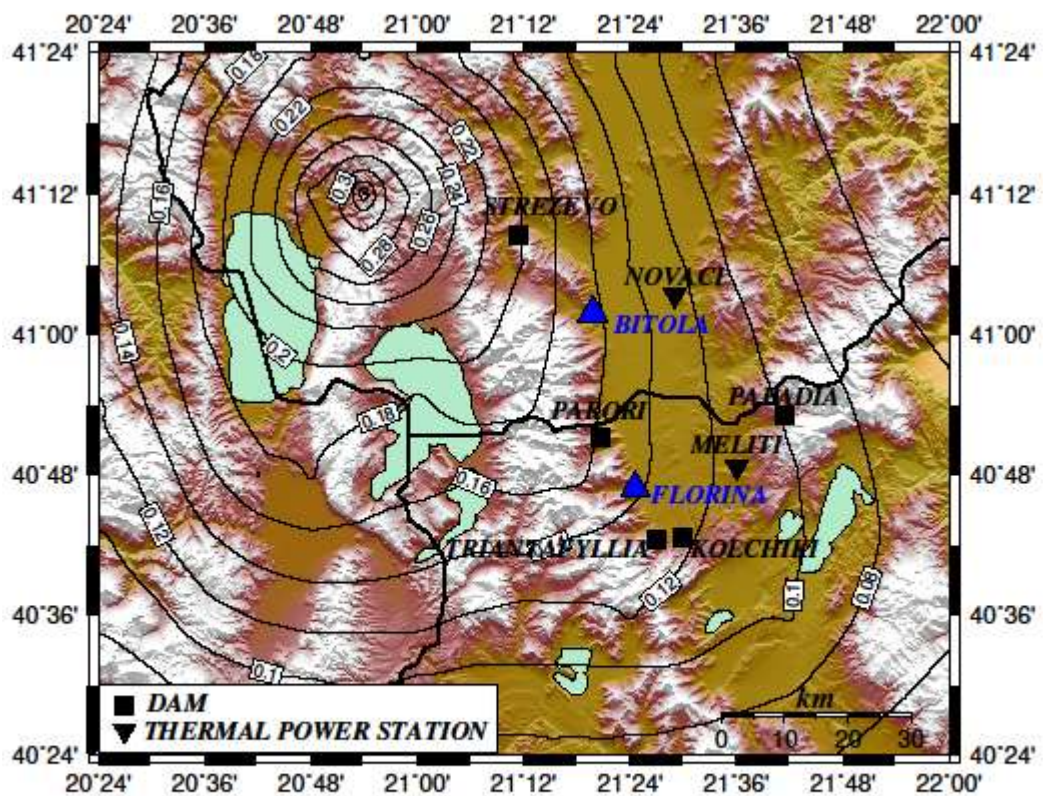 20˚24' 20˚36' 20˚48' 21˚00' 21˚12' 21˚24' 21˚36' 21˚48' 22˚00'
41˚24' 41˚24'
0.18
0.22
0.22
0.3
0.24
41˚12' 41˚12'
0.16
STREZEVO
0.26
0.28
NOVACI
BITOLA
41˚00' 41˚00'
0.14
0.2
PARORI
PAPADIA
0.18
MELITI
40˚48' 40˚48'
0.16
FLORINA
0.12
TRIANTAFYLLIA
KOLCHIKI
0.12
0.1
0.08
40˚36' 40˚36'
0.1
DAM
THERMAL POWER STATION
km
0 10 20 30
40˚24' 40˚24'
20˚24' 20˚36' 20˚48' 21˚00' 21˚12' 21˚24' 21˚36' 21˚48' 22˚00'